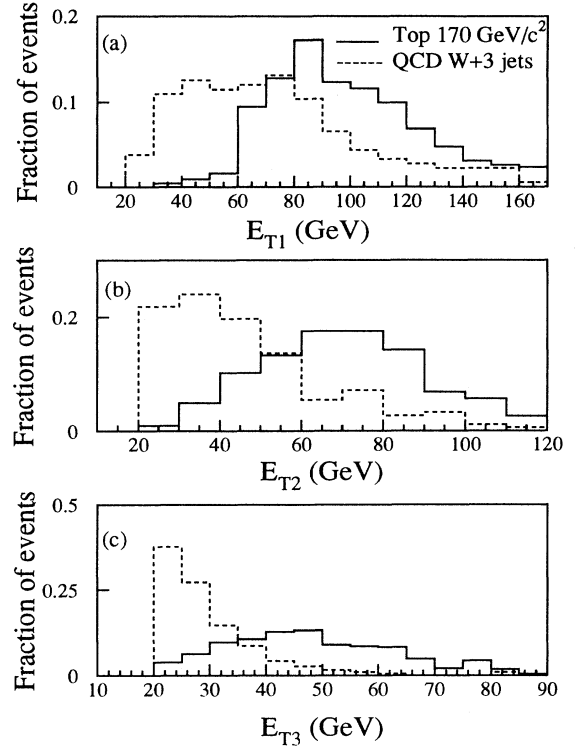 (a)
Top 170 GeV/c²
QCD W+3 jets
Fraction of events
0.2
0.1
0
20 40 60 80 100 120 140 160
E_T1 (GeV)
(b)
Fraction of events
0.2
0
20 40 60 80 100 120
E_T2 (GeV)
(c)
Fraction of events
0.5
0.25
0
10 20 30 40 50 60 70 80 90
E_T3 (GeV)